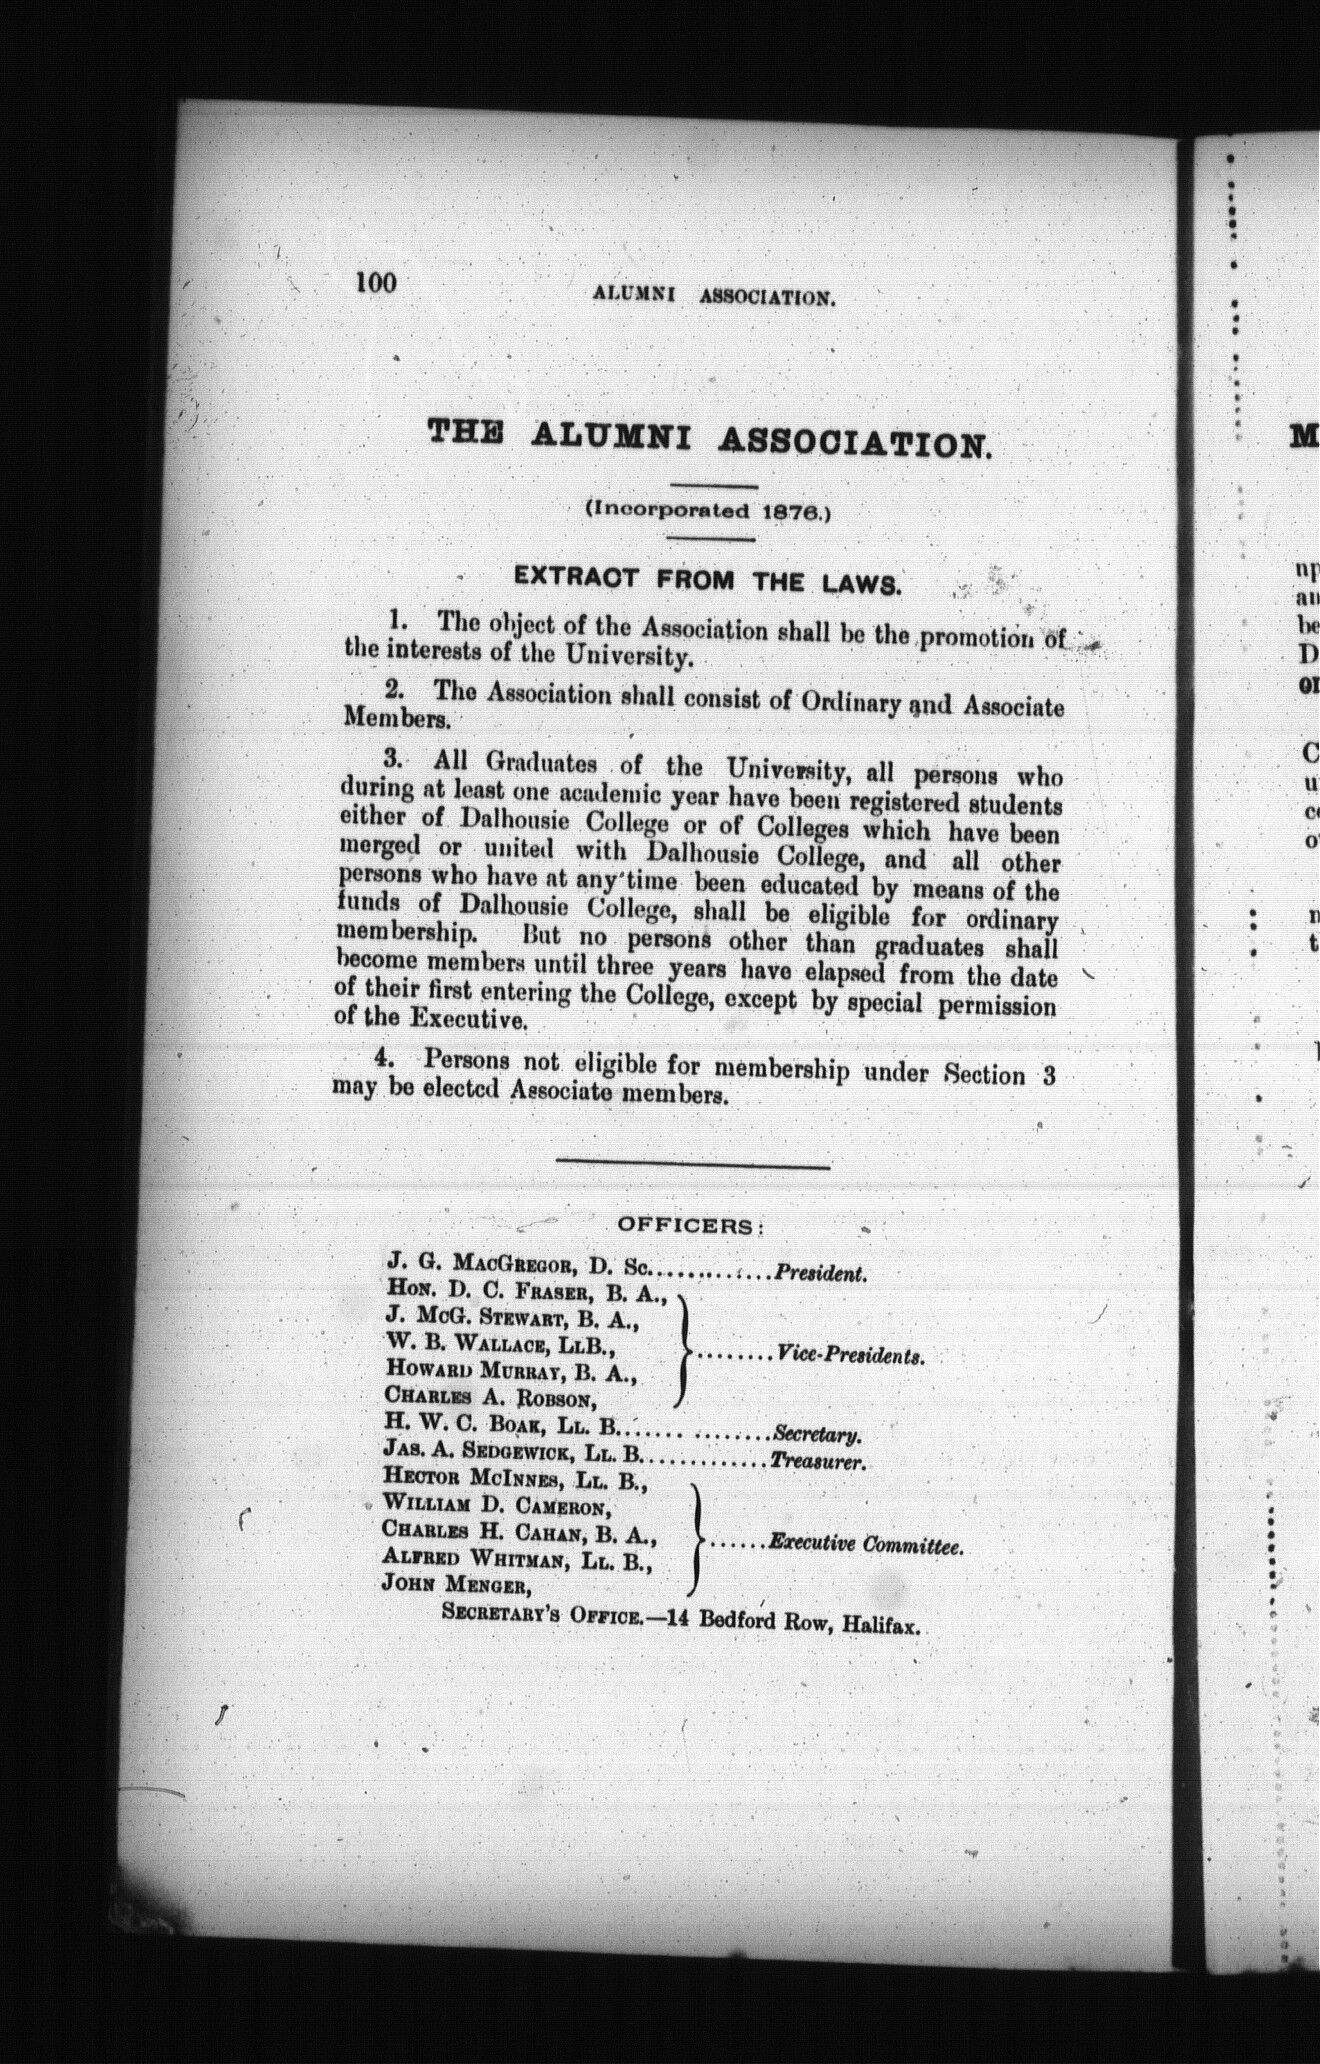 100
ALUMNI ASSOCIATION.
THE ALUMNI ASSOCIATION.
(Incorporated 1876.)
EXTRACT FROM THE LAWS.
1. The object of the Association shall be the promotion of
the interests of the University.
2. The Association shall consist of Ordinary and Associate
Members.
3. All Graduates of the University, all persons who
during at least one academic year have been registered students
either of Dalhousie College or of Colleges which have been
merged or united with Dalhousie College, and all other
persons who have at any time been educated by means of the
funds of Dalhousie College, shall be eligible for ordinary
membership. But no persons other than graduates shall
become members until three years have elapsed from the date
of their first entering the College, except by special permission
of the Executive.
4. Persons not eligible for membership under Section 3
may be elected Associate members.
OFFICERS:
J. G. MACGREGOR, D. Sc..............President.
HON. D. C. FRASER, B. A.,
J. MCG. STEWART, B. A.,
W. B. WALLACE, LLB.,
........Vice-Presidents.
HOWARD MURRAY, B. A.,
CHARLES A. ROBSON,
H. W. C. BOAK, LL. B...............Secretary.
JAS. A. SEDGEWICK, LL. B.............Treasurer.
HECTOR MCINNES, LL. B.,
WILLIAM D. CAMERON,
CHARLES H. CAHAN, B. A.,
......Executive Committee.
ALFRED WHITMAN, LL. B.,
JOHN MENGER,
SECRETARY'S OFFICE.—14 Bedford Row, Halifax.